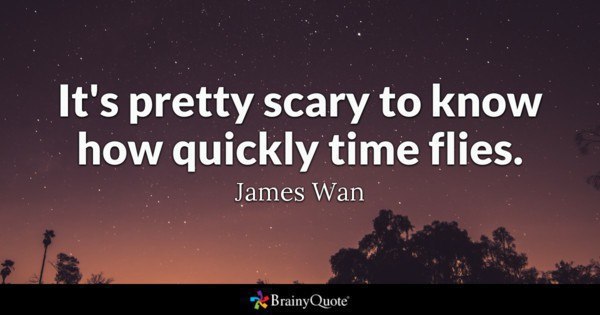 It's pretty scary to know
how quickly time flies.
James Wan
BrainyQuote®